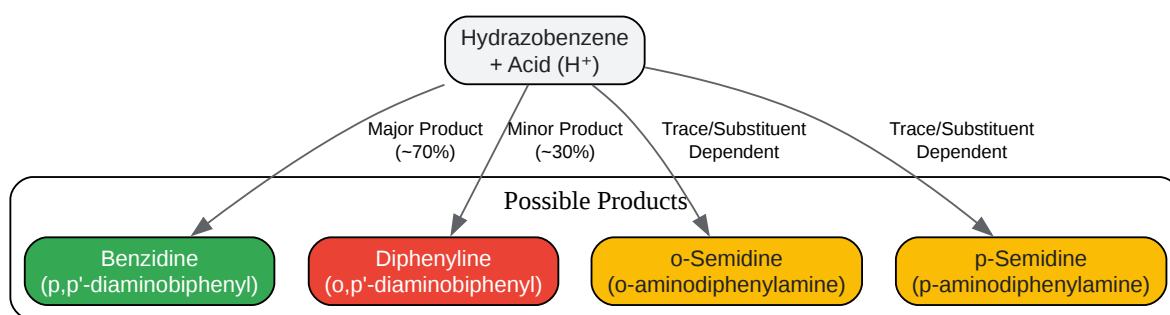 Hydrazobenzene
+ Acid (H⁺)
Major Product
(~70%)
Minor Product
(~30%)
Trace/Substituent
Dependent
Trace/Substituent
Dependent
Possible Products
Benzidine
(p,p'-diaminobiphenyl)
Diphenyline
(o,p'-diaminobiphenyl)
o-Semidine
(o-aminodiphenylamine)
p-Semidine
(p-aminodiphenylamine)